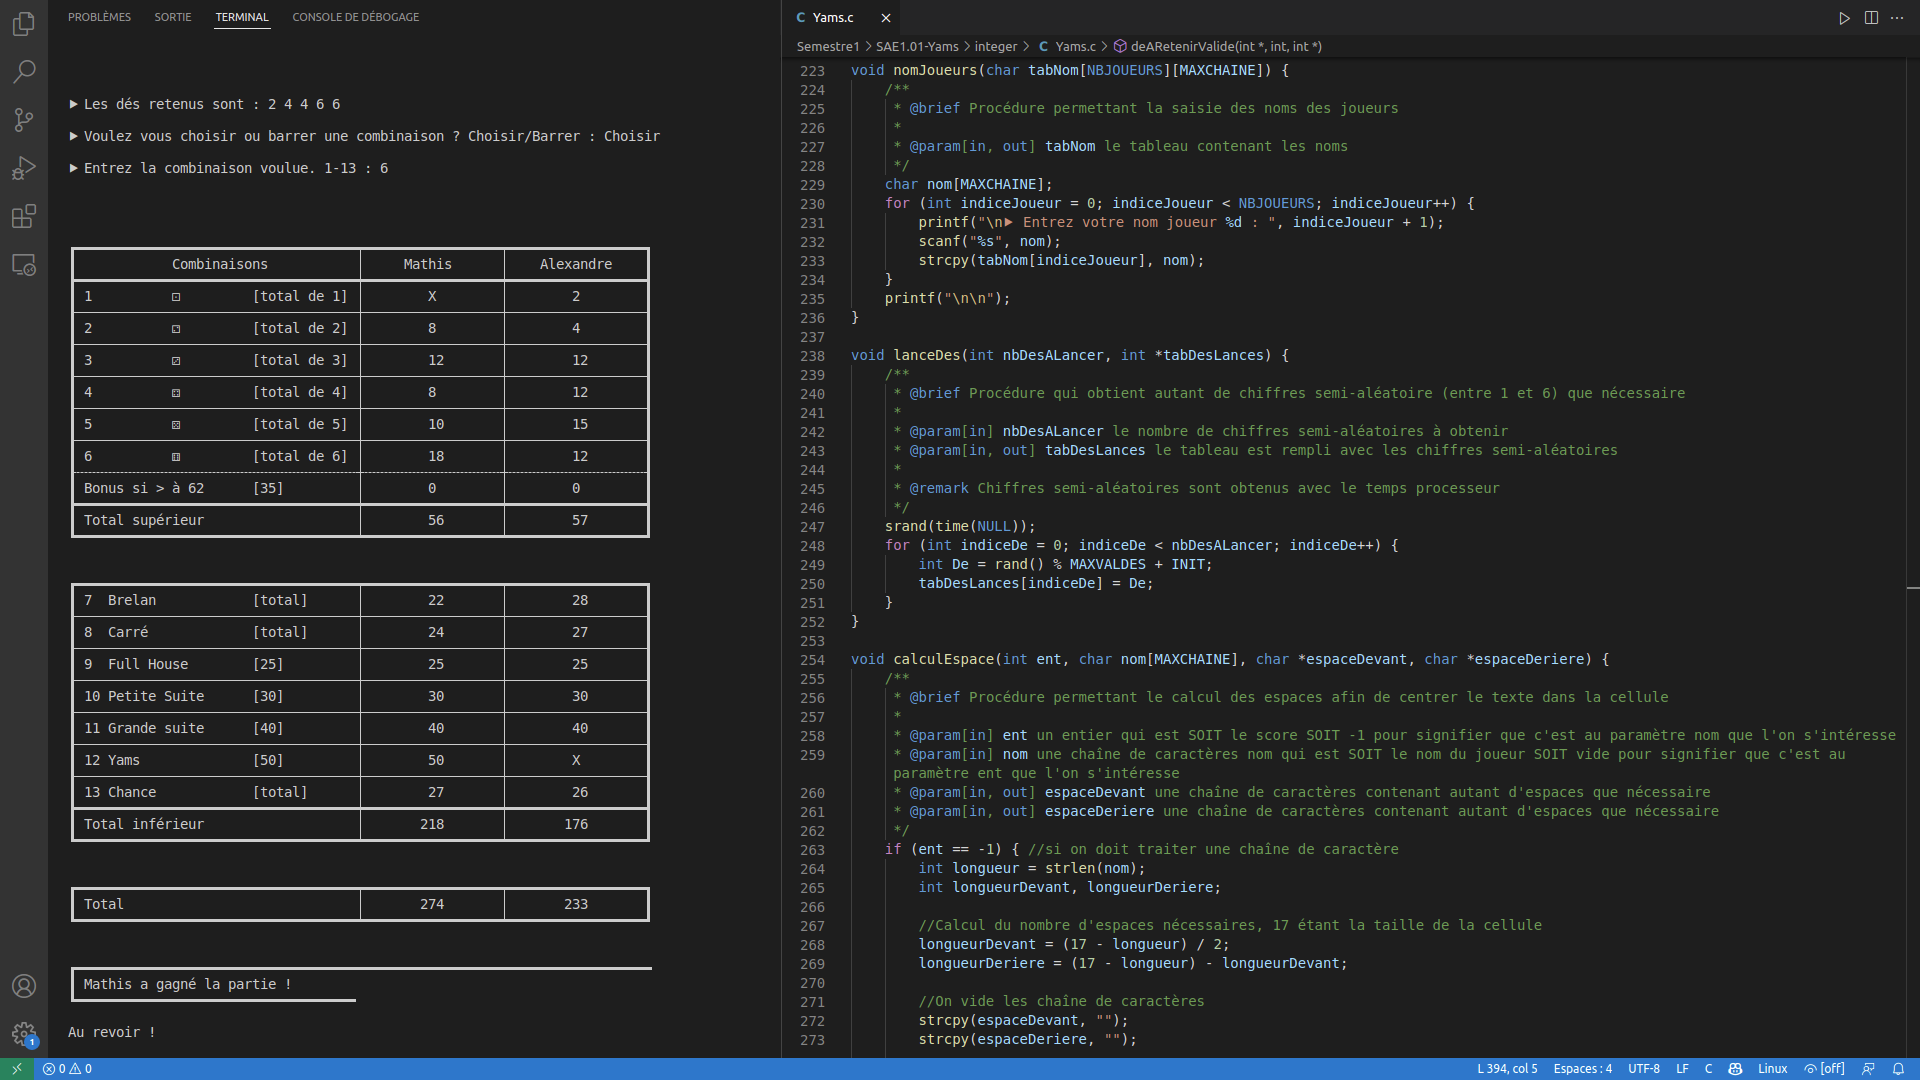 PROBLÈMES SORTIE TERMINAL CONSOLE DE DÉBOGAGE
▶ Les dés retenus sont : 2 4 4 6 6
▶ Voulez vous choisir ou barrer une combinaison ? Choisir/Barrer : Choisir
▶ Entrez la combinaison voulue. 1-13 : 6
Combinaisons Mathis Alexandre
1 ⚀ [total de 1] X 2
2 ⚁ [total de 2] 8 4
3 ⚂ [total de 3] 12 12
4 ⚃ [total de 4] 8 12
5 ⚄ [total de 5] 10 15
6 ⚅ [total de 6] 18 12
Bonus si > à 62 [35] 0 0
Total supérieur 56 57
7 Brelan [total] 22 28
8 Carré [total] 24 27
9 Full House [25] 25 25
10 Petite Suite [30] 30 30
11 Grande suite [40] 40 40
12 Yams [50] 50 X
13 Chance [total] 27 26
Total inférieur 218 176
Total 274 233
Mathis a gagné la partie !
Au revoir !
C Yams.c ×
Semestre1 > SAE1.01-Yams > integer > C Yams.c > deARetenirValide(int *, int, int *)
223 void nomJoueurs(char tabNom[NBJOUEURS][MAXCHAINE]) {
224 /**
225 * @brief Procédure permettant la saisie des noms des joueurs
226 *
227 * @param[in, out] tabNom le tableau contenant les noms
228 */
229 char nom[MAXCHAINE];
230 for (int indiceJoueur = 0; indiceJoueur < NBJOUEURS; indiceJoueur++) {
231 printf("\n▶ Entrez votre nom joueur %d : ", indiceJoueur + 1);
232 scanf("%s", nom);
233 strcpy(tabNom[indiceJoueur], nom);
234 }
235 printf("\n\n");
236 }
237
238 void lanceDes(int nbDesALancer, int *tabDesLances) {
239 /**
240 * @brief Procédure qui obtient autant de chiffres semi-aléatoire (entre 1 et 6) que nécessaire
241 *
242 * @param[in] nbDesALancer le nombre de chiffres semi-aléatoires à obtenir
243 * @param[in, out] tabDesLances le tableau est rempli avec les chiffres semi-aléatoires
244 *
245 * @remark Chiffres semi-aléatoires sont obtenus avec le temps processeur
246 */
247 srand(time(NULL));
248 for (int indiceDe = 0; indiceDe < nbDesALancer; indiceDe++) {
249 int De = rand() % MAXVALDES + INIT;
250 tabDesLances[indiceDe] = De;
251 }
252 }
253
254 void calculEspace(int ent, char nom[MAXCHAINE], char *espaceDevant, char *espaceDeriere) {
255 /**
256 * @brief Procédure permettant le calcul des espaces afin de centrer le texte dans la cellule
257 *
258 * @param[in] ent un entier qui est SOIT le score SOIT -1 pour signifier que c'est au paramètre nom que l'on s'intéresse
259 * @param[in] nom une chaîne de caractères nom qui est SOIT le nom du joueur SOIT vide pour signifier que c'est au
paramètre ent que l'on s'intéresse
260 * @param[in, out] espaceDevant une chaîne de caractères contenant autant d'espaces que nécessaire
261 * @param[in, out] espaceDeriere une chaîne de caractères contenant autant d'espaces que nécessaire
262 */
263 if (ent == -1) { //si on doit traiter une chaîne de caractère
264 int longueur = strlen(nom);
265 int longueurDevant, longueurDeriere;
266
267 //Calcul du nombre d'espaces nécessaires, 17 étant la taille de la cellule
268 longueurDevant = (17 - longueur) / 2;
269 longueurDeriere = (17 - longueur) - longueurDevant;
270
271 //On vide les chaîne de caractères
272 strcpy(espaceDevant, "");
273 strcpy(espaceDeriere, "");
1
0 0 L 394, col 5 Espaces : 4 UTF-8 LF C Linux [off]